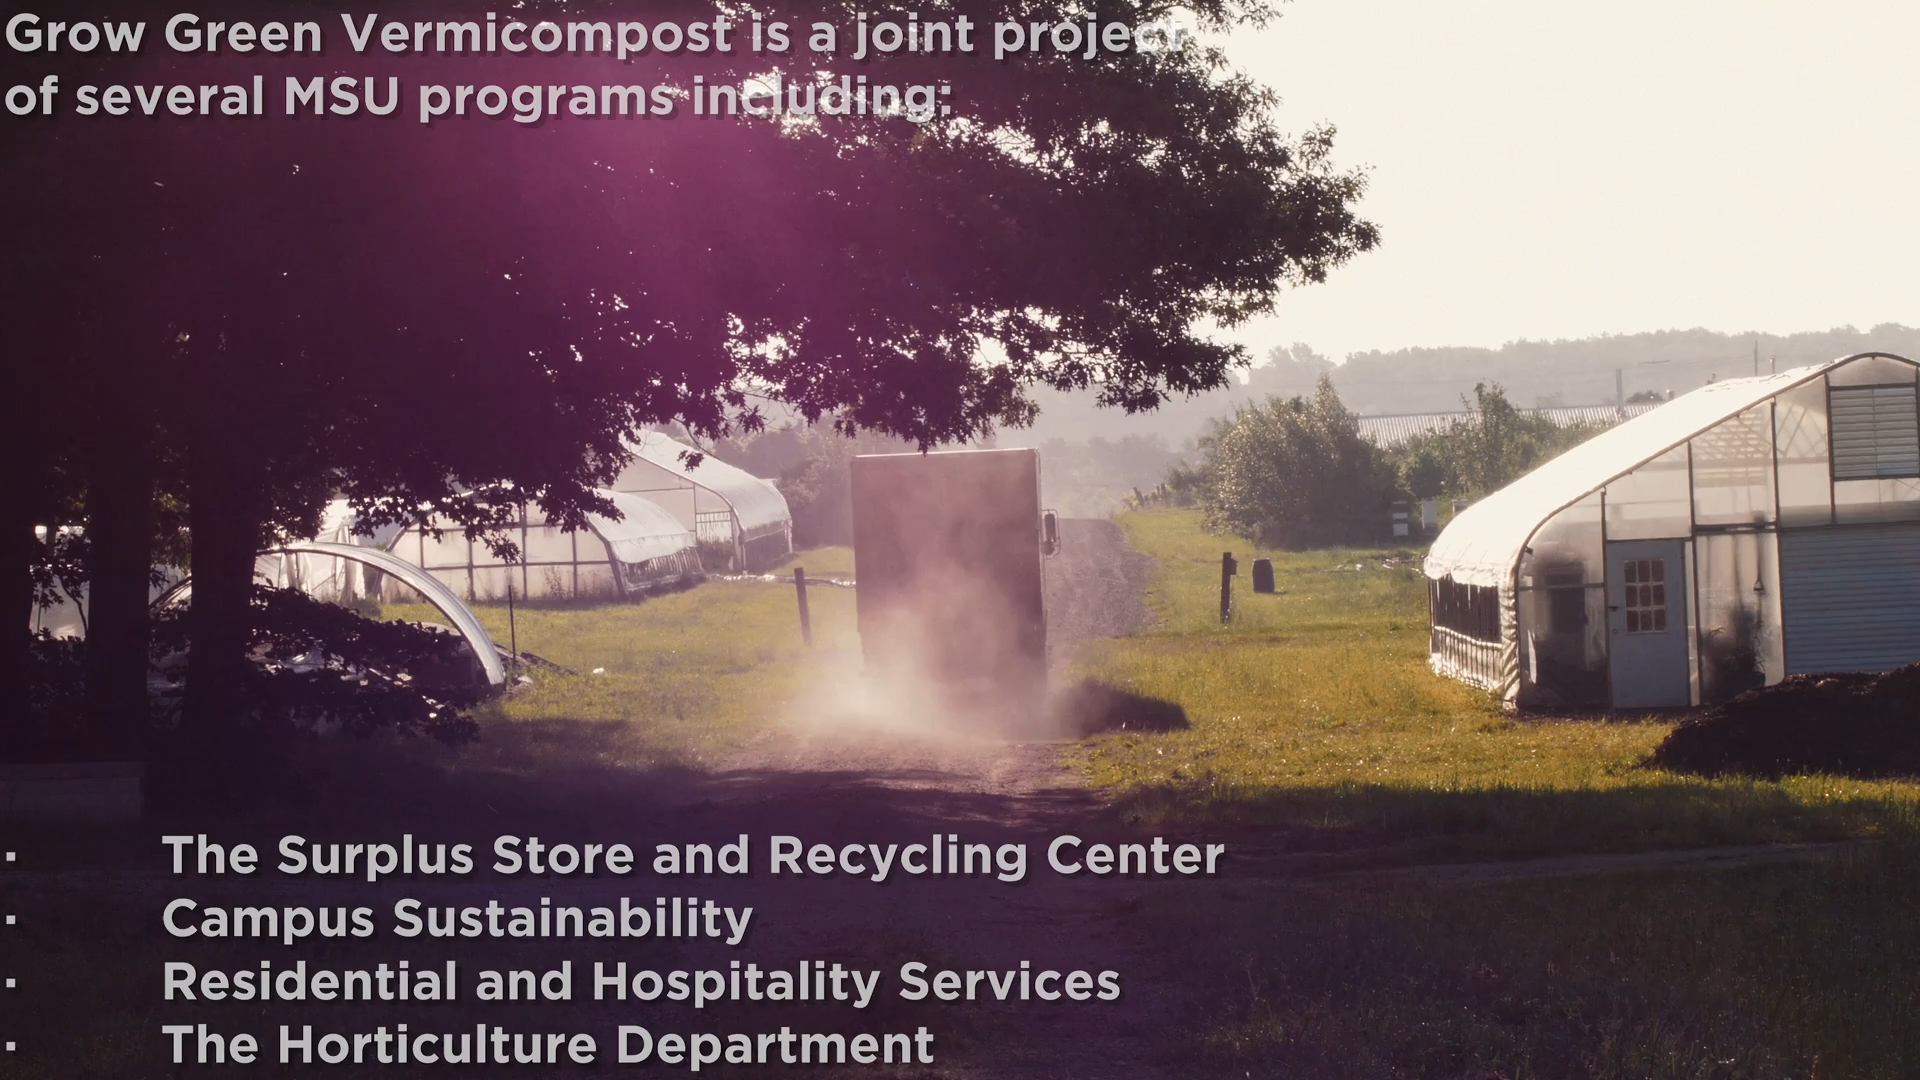 Grow Green Vermicompost is a joint project
of several MSU programs including:
· The Surplus Store and Recycling Center
· Campus Sustainability
· Residential and Hospitality Services
· The Horticulture Department